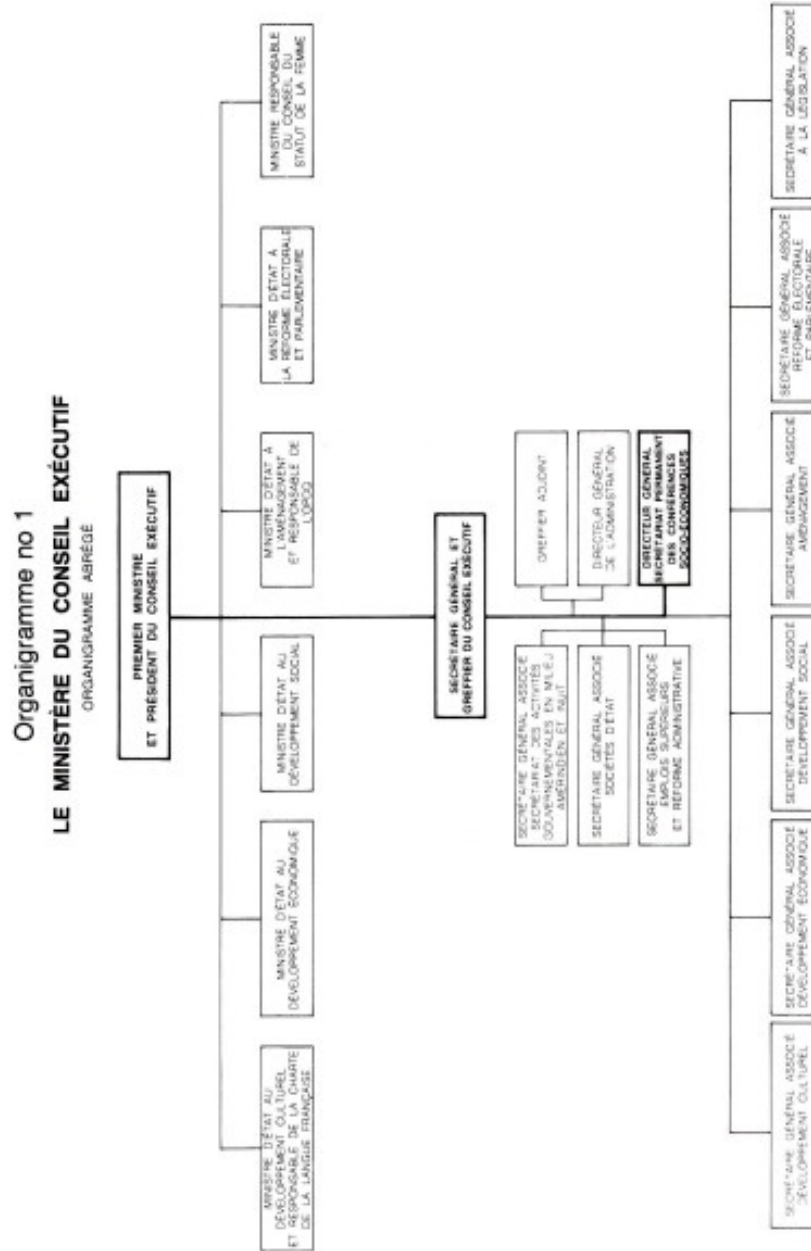 Organigramme no 1
LE MINISTÈRE DU CONSEIL EXÉCUTIF
ORGANIGRAMME ABRÉGÉ
PREMIER MINISTRE
ET PRÉSIDENT DU CONSEIL EXÉCUTIF
MINISTRE D'ÉTAT AU
DÉVELOPPEMENT CULTUREL
ET RESPONSABLE DE LA CHARTE
DE LA LANGUE FRANÇAISE
MINISTRE D'ÉTAT AU
DÉVELOPPEMENT ÉCONOMIQUE
MINISTRE D'ÉTAT AU
DÉVELOPPEMENT SOCIAL
MINISTRE D'ÉTAT À
L'AMÉNAGEMENT
ET RESPONSABLE DE
L'OPDQ
MINISTRE D'ÉTAT À
LA RÉFORME ÉLECTORALE
ET PARLEMENTAIRE
MINISTRE RESPONSABLE
DU CONSEIL DU
STATUT DE LA FEMME
SECRÉTAIRE GÉNÉRAL ET
GREFFIER DU CONSEIL EXÉCUTIF
SECRÉTAIRE GÉNÉRAL ASSOCIÉ
SECRÉTARIAT DES ACTIVITÉS
GOUVERNEMENTALES EN MILIEU
AMÉRINDIEN ET INUIT
GREFFIER ADJOINT
SECRÉTAIRE GÉNÉRAL ASSOCIÉ
SOCIÉTÉS D'ÉTAT
DIRECTEUR GÉNÉRAL
DE L'ADMINISTRATION
SECRÉTAIRE GÉNÉRAL ASSOCIÉ
EMPLOIS SUPÉRIEURS
ET RÉFORME ADMINISTRATIVE
DIRECTEUR GÉNÉRAL
SECRÉTARIAT PERMANENT
DES CONFÉRENCES
SOCIO-ÉCONOMIQUES
SECRÉTAIRE GÉNÉRAL ASSOCIÉ
DÉVELOPPEMENT CULTUREL
SECRÉTAIRE GÉNÉRAL ASSOCIÉ
DÉVELOPPEMENT ÉCONOMIQUE
SECRÉTAIRE GÉNÉRAL ASSOCIÉ
DÉVELOPPEMENT SOCIAL
SECRÉTAIRE GÉNÉRAL ASSOCIÉ
AMÉNAGEMENT
SECRÉTAIRE GÉNÉRAL ASSOCIÉ
RÉFORME ÉLECTORALE
ET PARLEMENTAIRE
SECRÉTAIRE GÉNÉRAL ASSOCIÉ
À LA LÉGISLATION